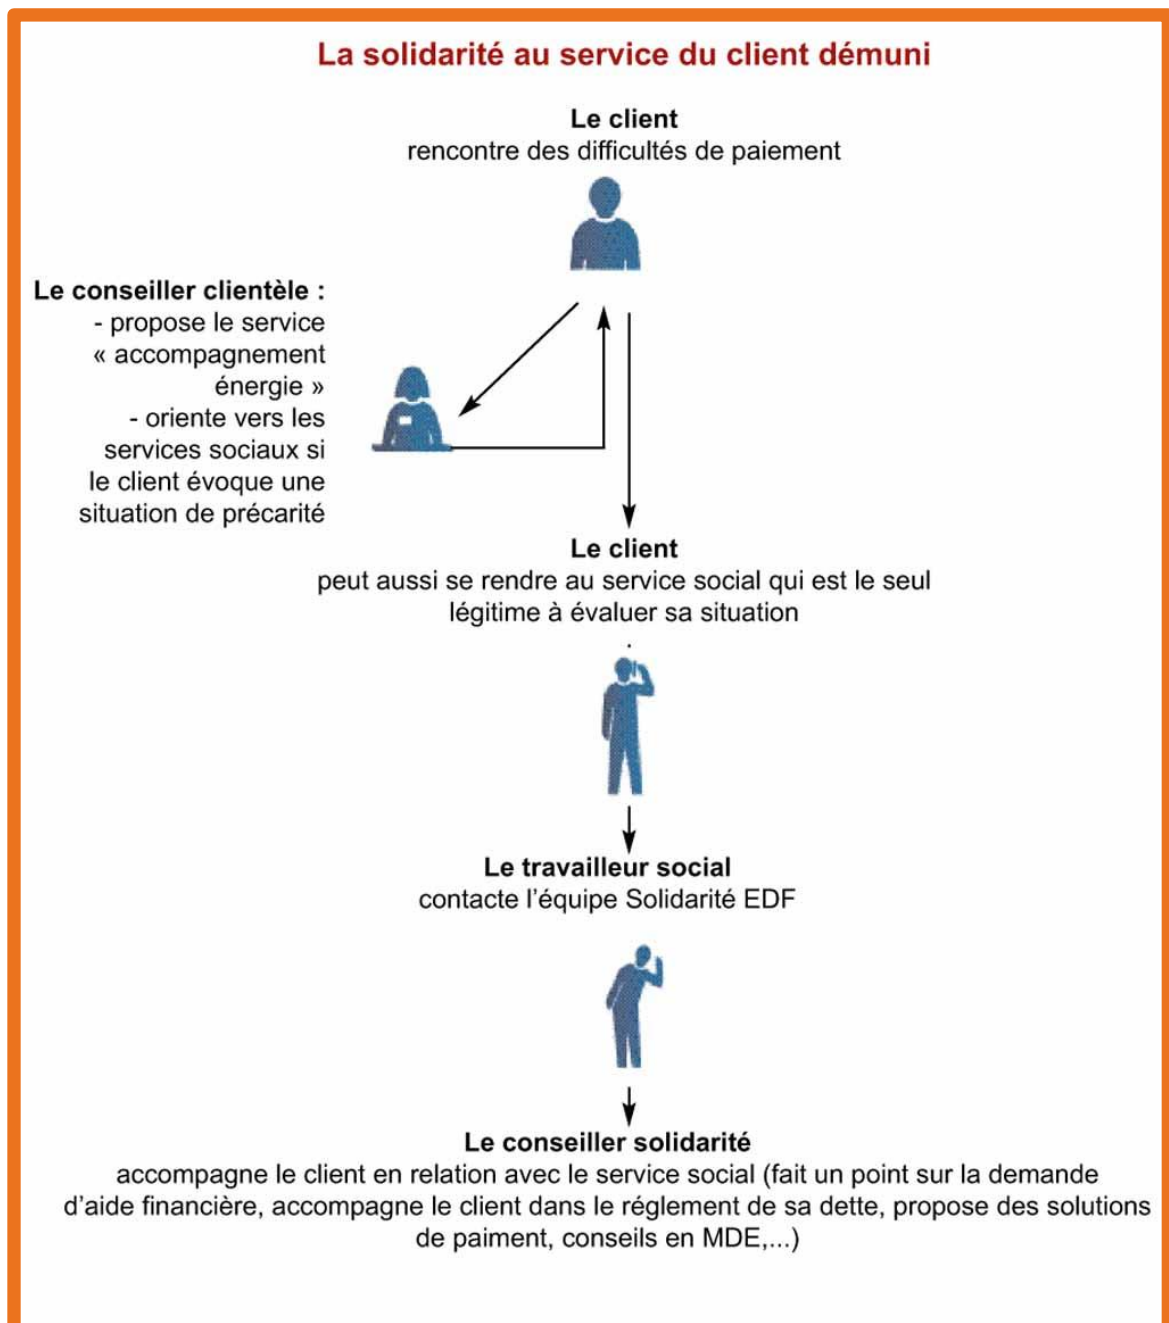 La solidarité au service du client démuni
Le client
rencontre des difficultés de paiement
Le conseiller clientèle :
- propose le service
« accompagnement
énergie »
- oriente vers les
services sociaux si
le client évoque une
situation de précarité
Le client
peut aussi se rendre au service social qui est le seul
légitime à évaluer sa situation
.
Le travailleur social
contacte l'équipe Solidarité EDF
Le conseiller solidarité
accompagne le client en relation avec le service social (fait un point sur la demande
d'aide financière, accompagne le client dans le réglement de sa dette, propose des solutions
de paiment, conseils en MDE,...)